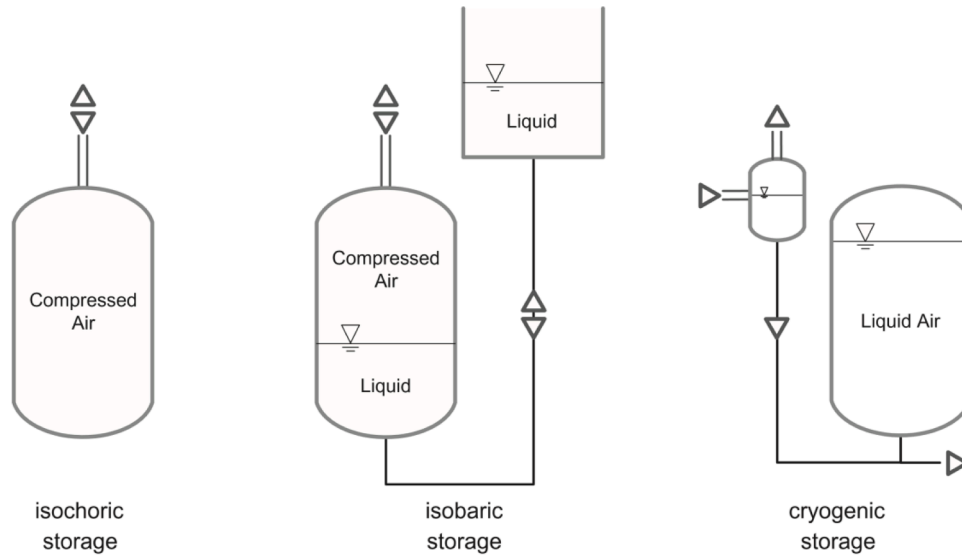 Compressed
Air
isochoric
storage
Liquid
Compressed
Air
Liquid
isobaric
storage
Liquid Air
cryogenic
storage